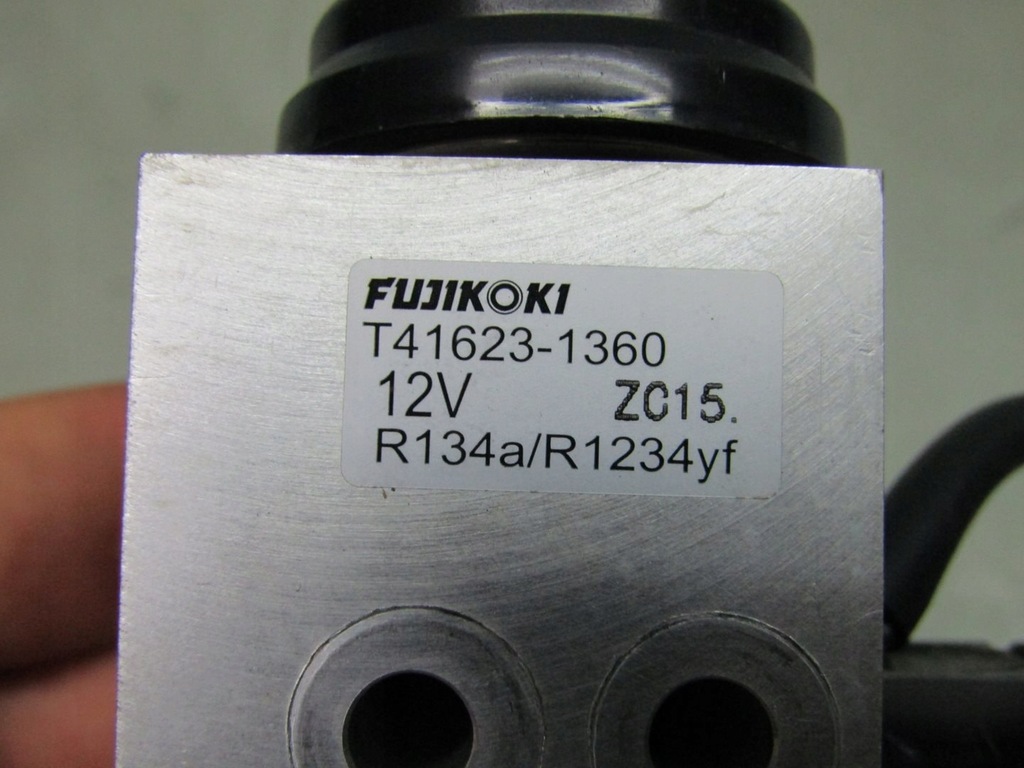 FUJIKOKI
T41623-1360
12V ZC15.
R134a/R1234yf